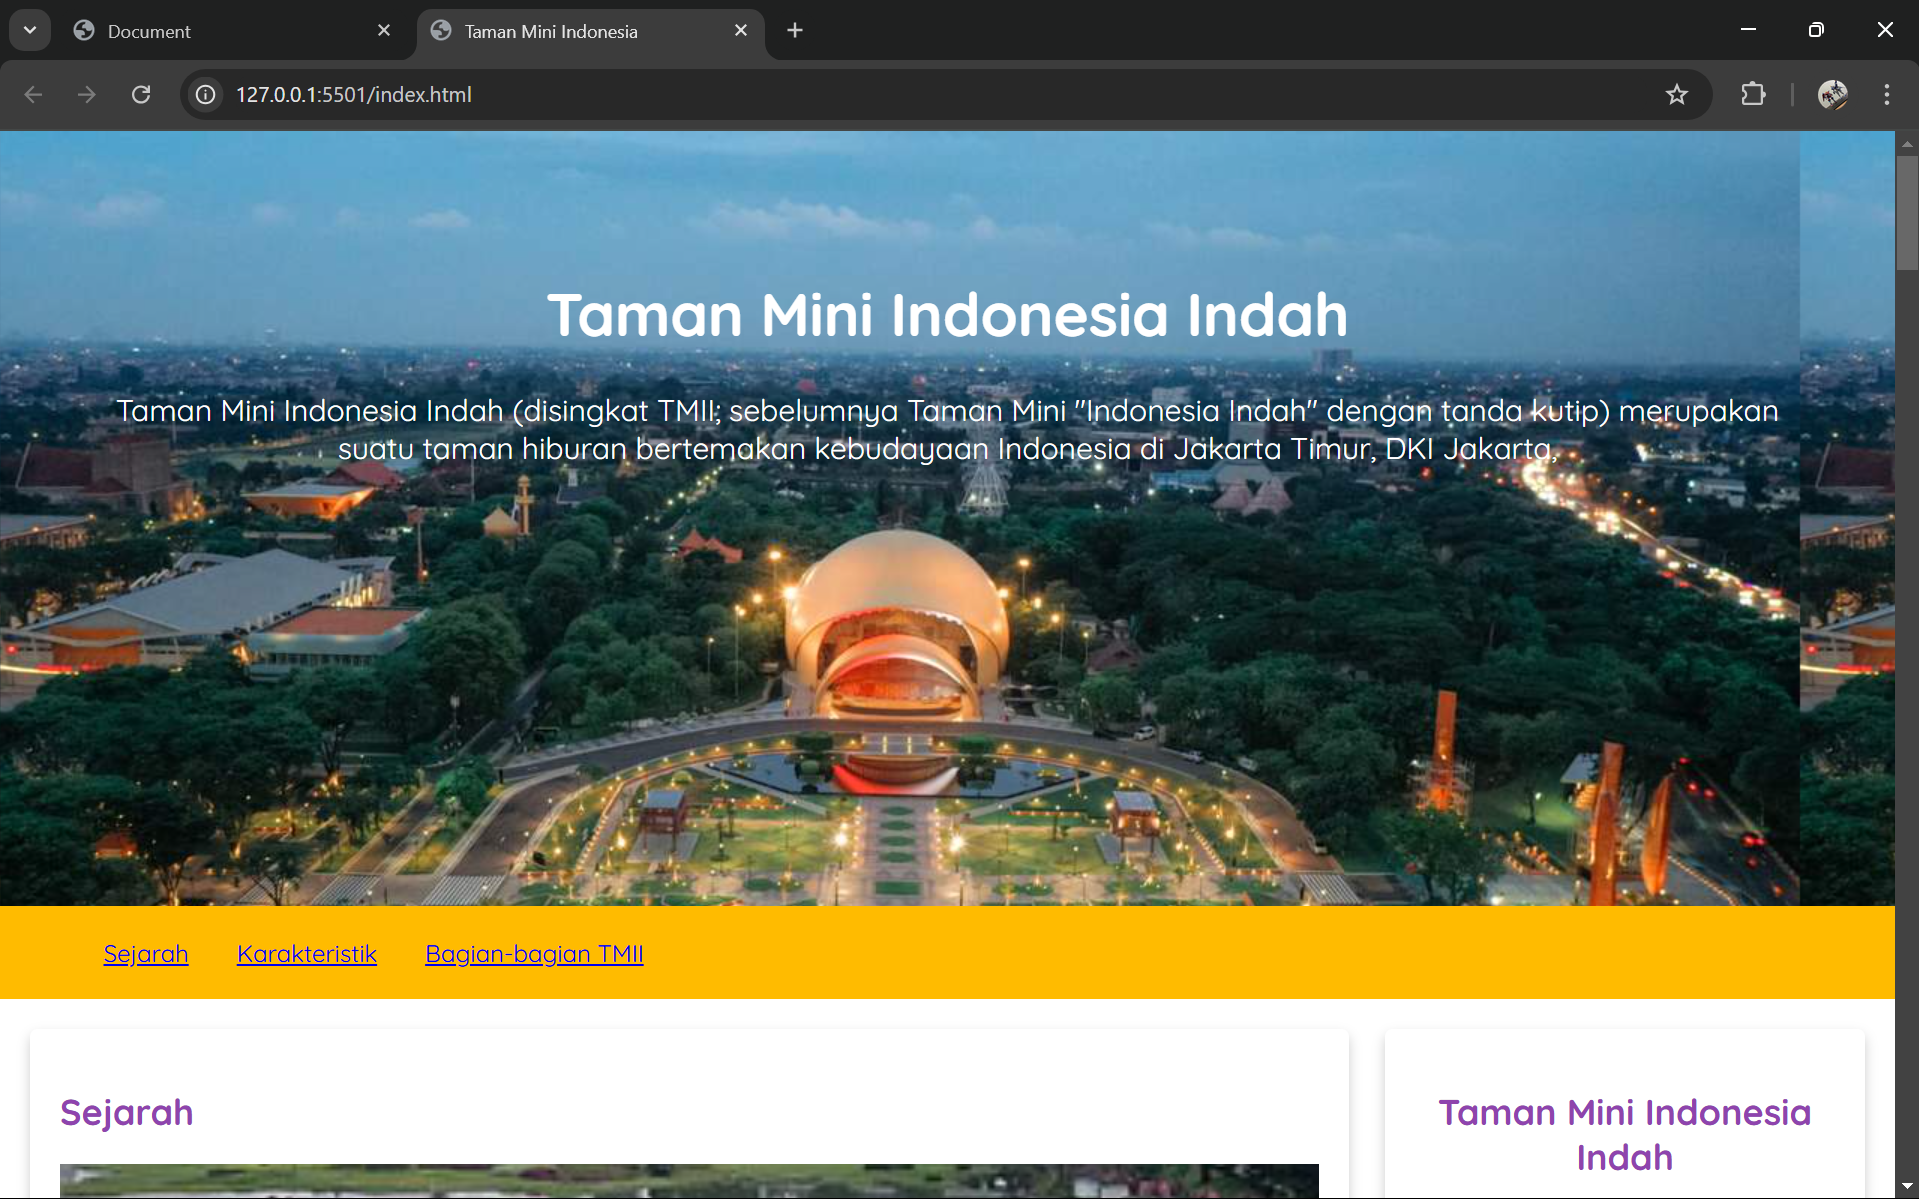 Document
Taman Mini Indonesia
127.0.0.1:5501/index.html
Taman Mini Indonesia Indah
Taman Mini Indonesia Indah (disingkat TMII; sebelumnya Taman Mini "Indonesia Indah" dengan tanda kutip) merupakan
suatu taman hiburan bertemakan kebudayaan Indonesia di Jakarta Timur, DKI Jakarta,
Sejarah Karakteristik Bagian-bagian TMII
Sejarah
Taman Mini Indonesia
Indah